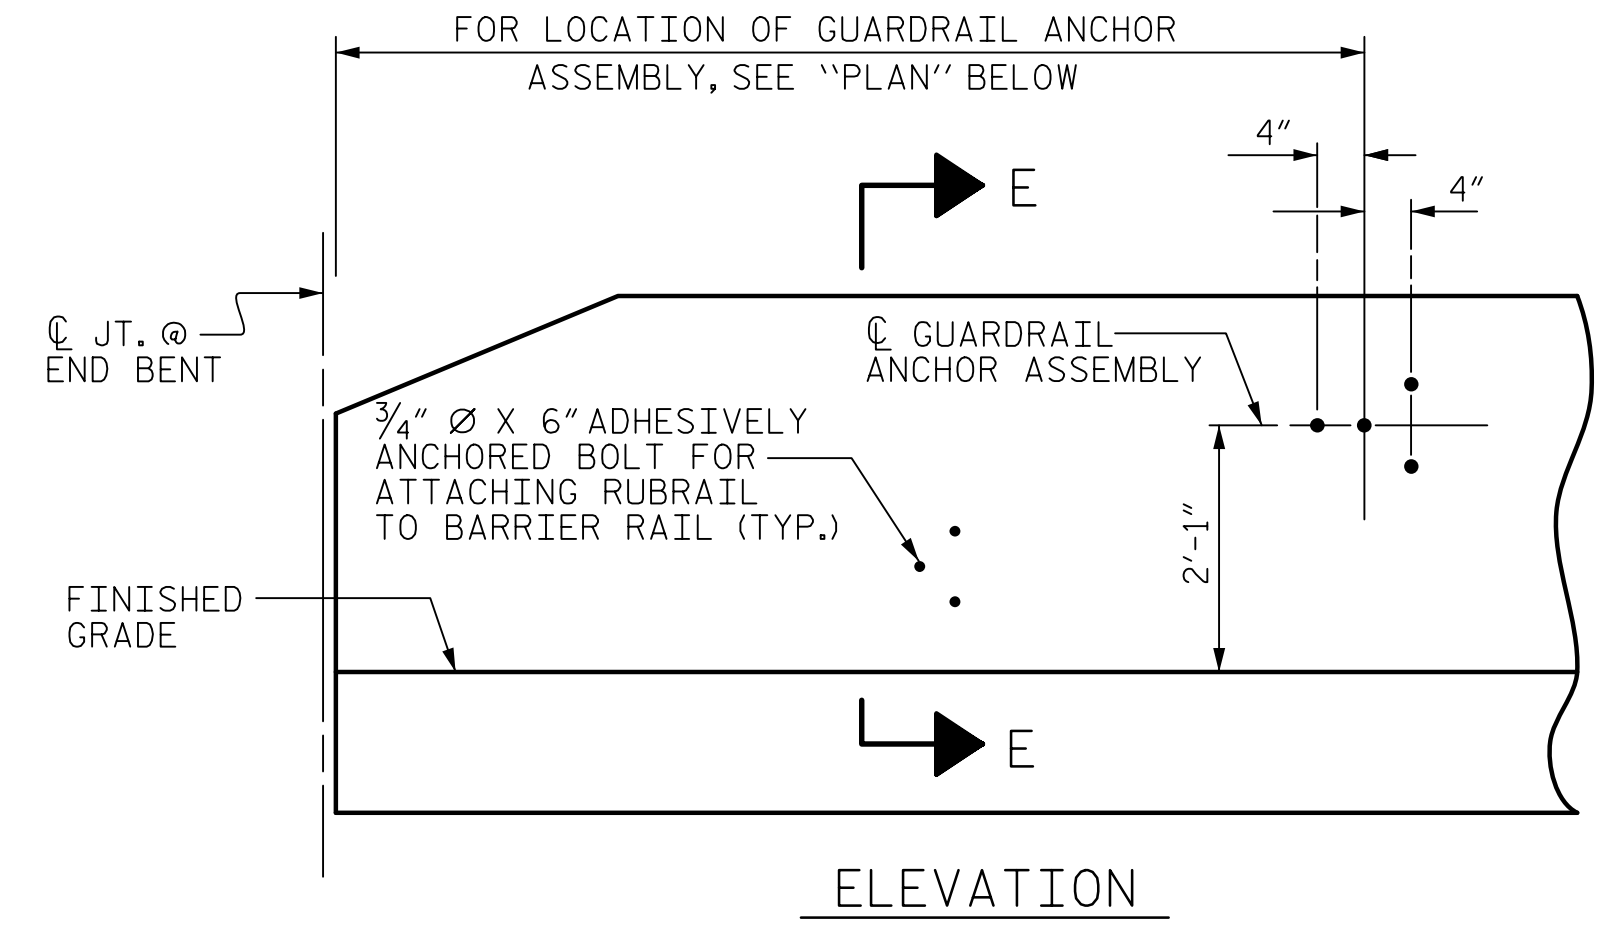 FOR LOCATION OF GUARDRAIL ANCHOR
ASSEMBLY, SEE "PLAN" BELOW
4"
4"
E
℄ JT. @
END BENT
℄ GUARDRAIL
ANCHOR ASSEMBLY
3/4" Ø X 6" ADHESIVELY
ANCHORED BOLT FOR
ATTACHING RUBRAIL
TO BARRIER RAIL (TYP.)
2'-1"
FINISHED
GRADE
E
ELEVATION